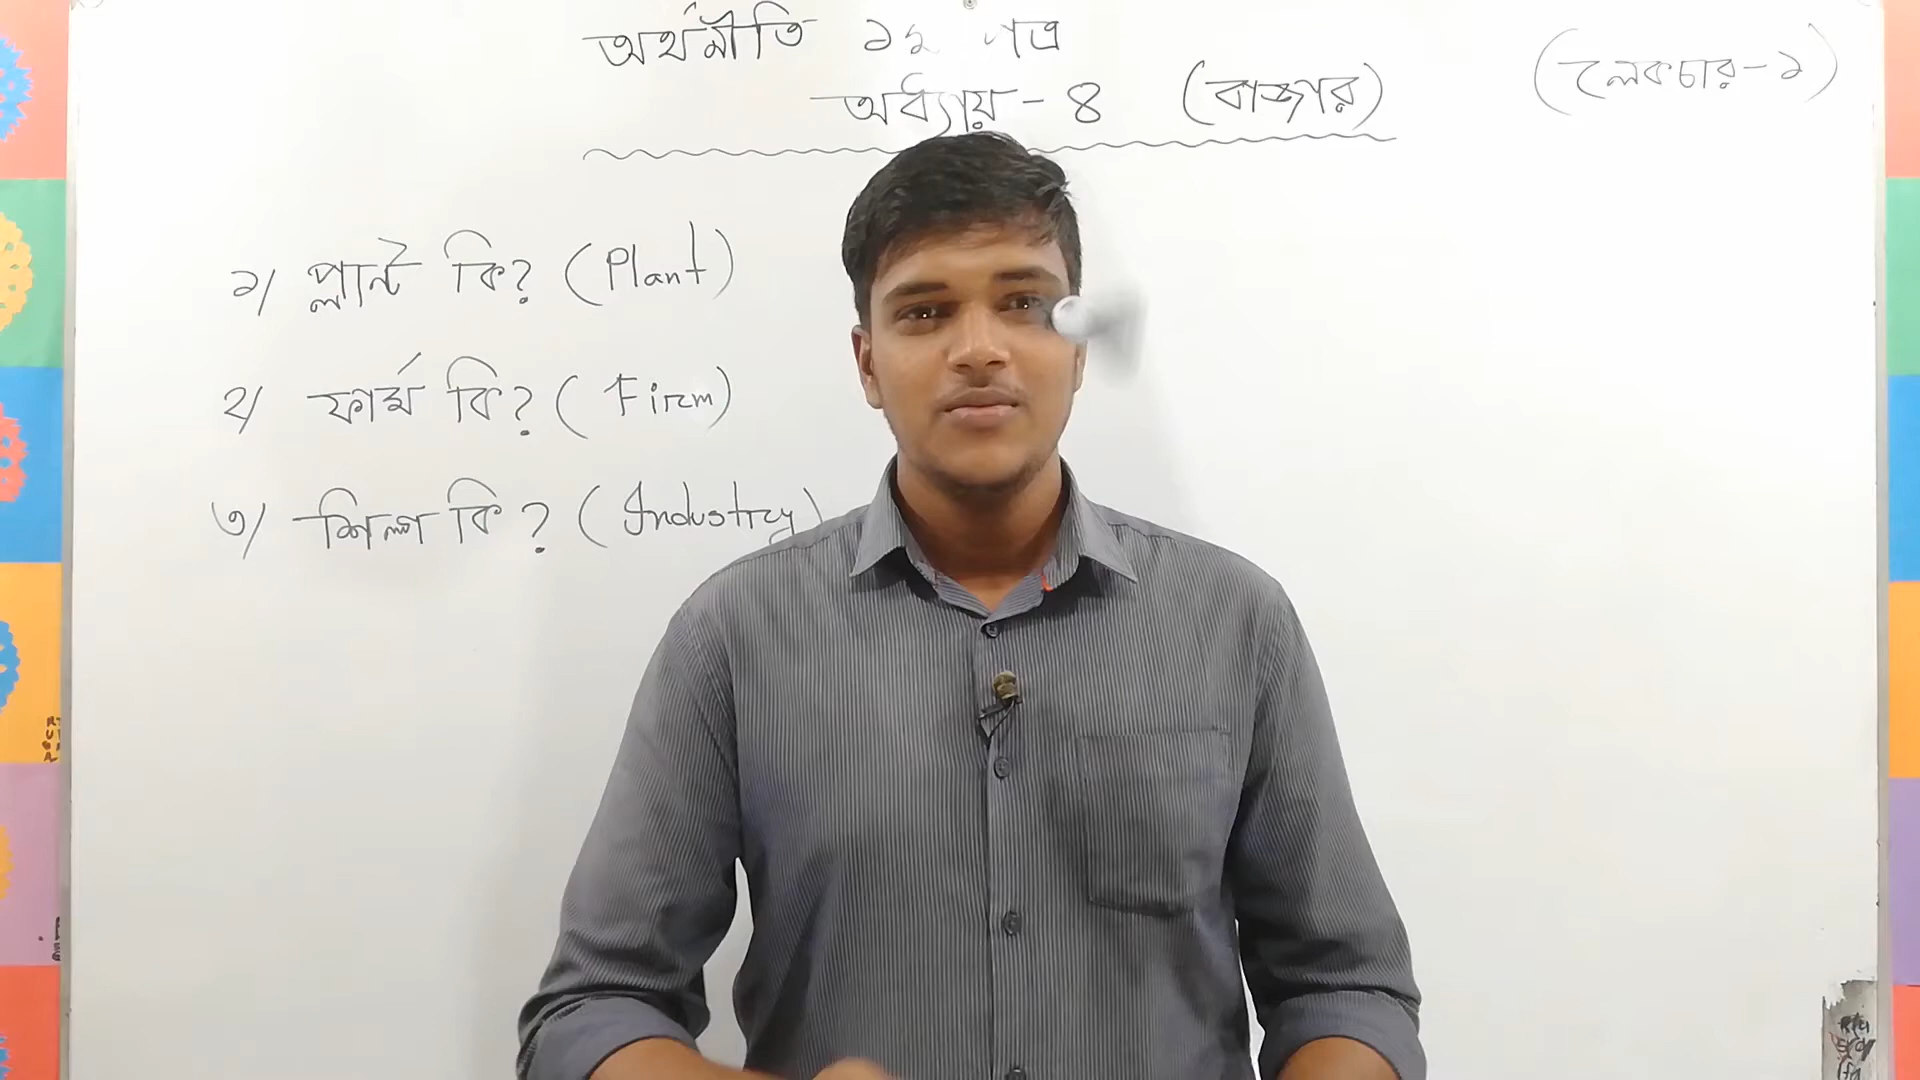 অর্থনীতি ১ম পত্র
অধ্যায় - ৪ (বাজার)
(লেকচার - ১)
১/ প্লান্ট কি? (Plant)
২/ ফার্ম কি? (Firm)
৩/ শিল্প কি? (Industry)